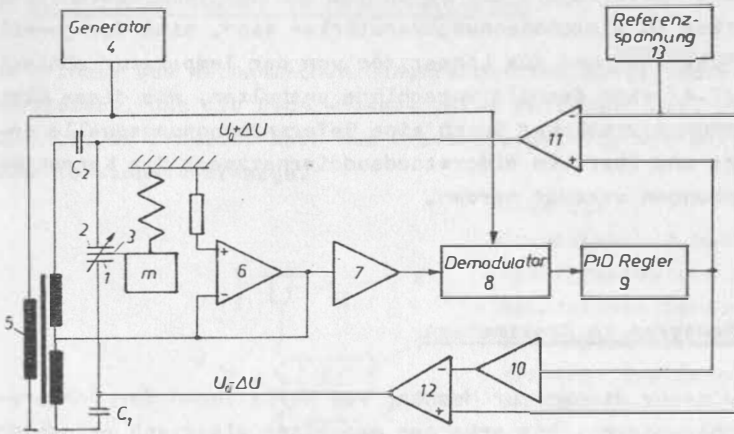 Generator
4
Referenz-
spannung
13
U₀+ΔU
−
11
+
C₂
2
3
1
m
+
6
−
7
Demodulator
8
PID Regler
9
5
U₀-ΔU
−
12
+
10
C₁